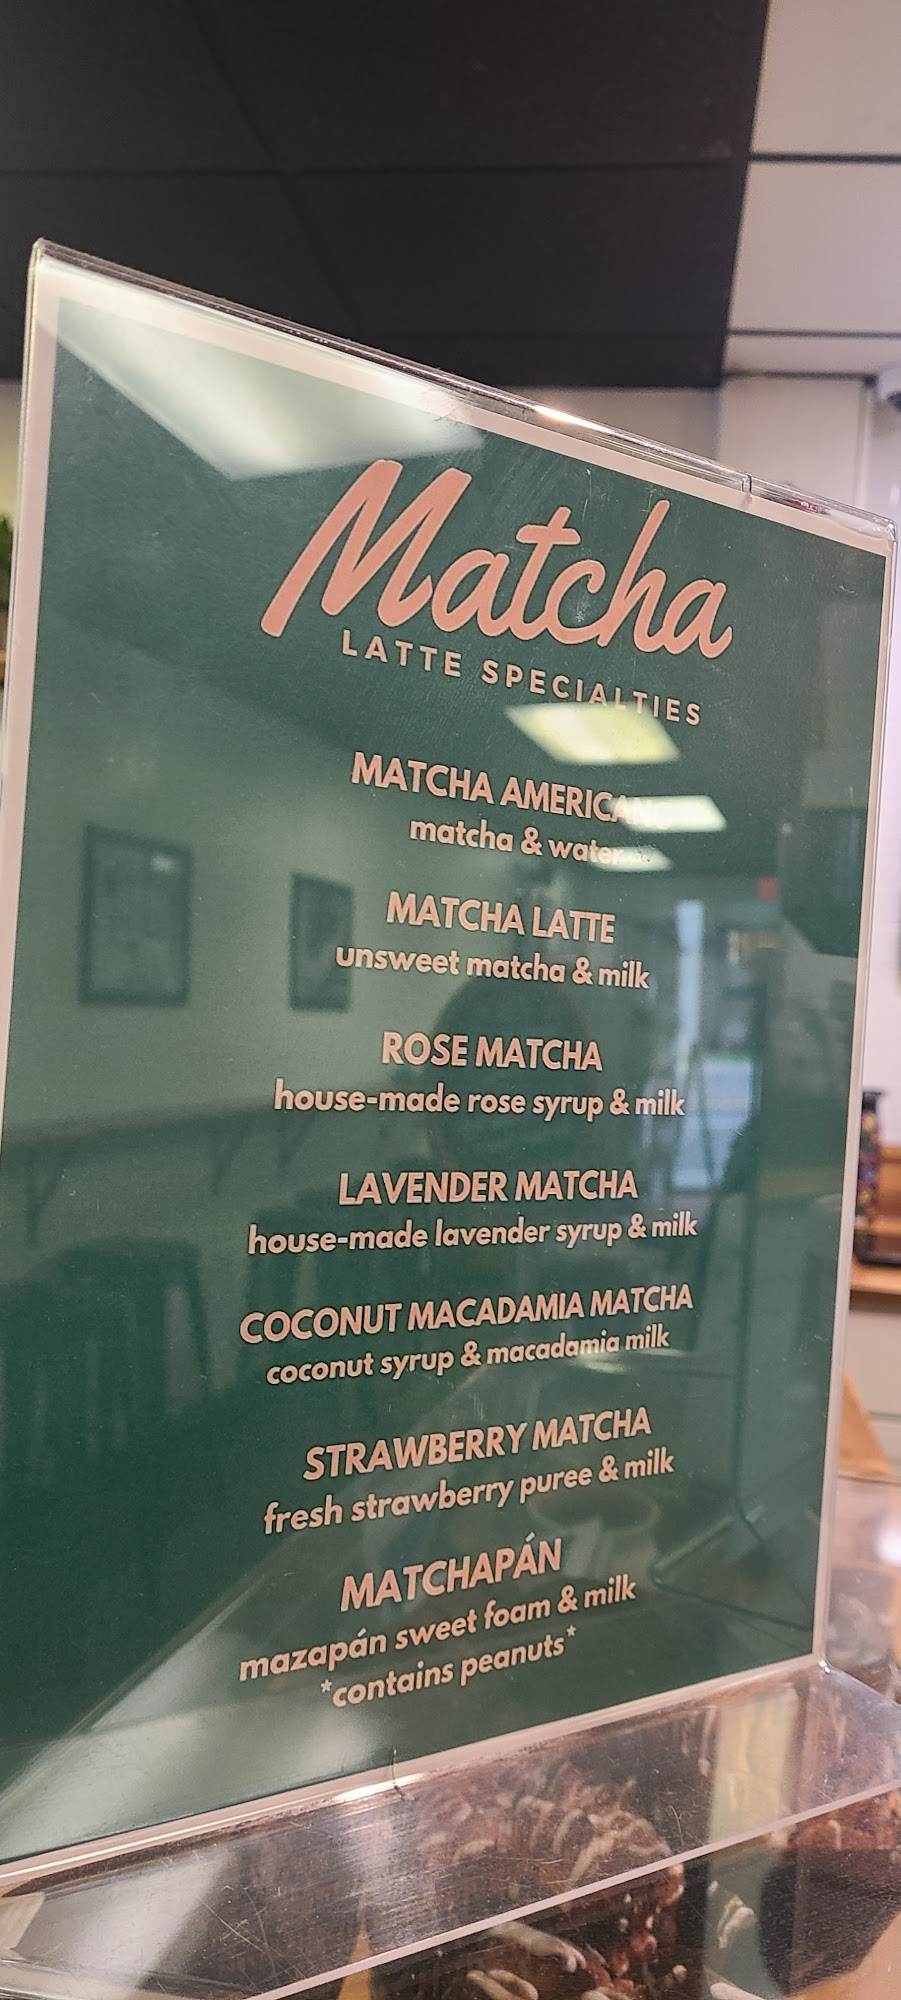 Matcha
LATTE SPECIALTIES
MATCHA AMERICANO
matcha & water
MATCHA LATTE
unsweet matcha & milk
ROSE MATCHA
house-made rose syrup & milk
LAVENDER MATCHA
house-made lavender syrup & milk
COCONUT MACADAMIA MATCHA
coconut syrup & macadamia milk
STRAWBERRY MATCHA
fresh strawberry puree & milk
MATCHAPÁN
mazapán sweet foam & milk
*contains peanuts*